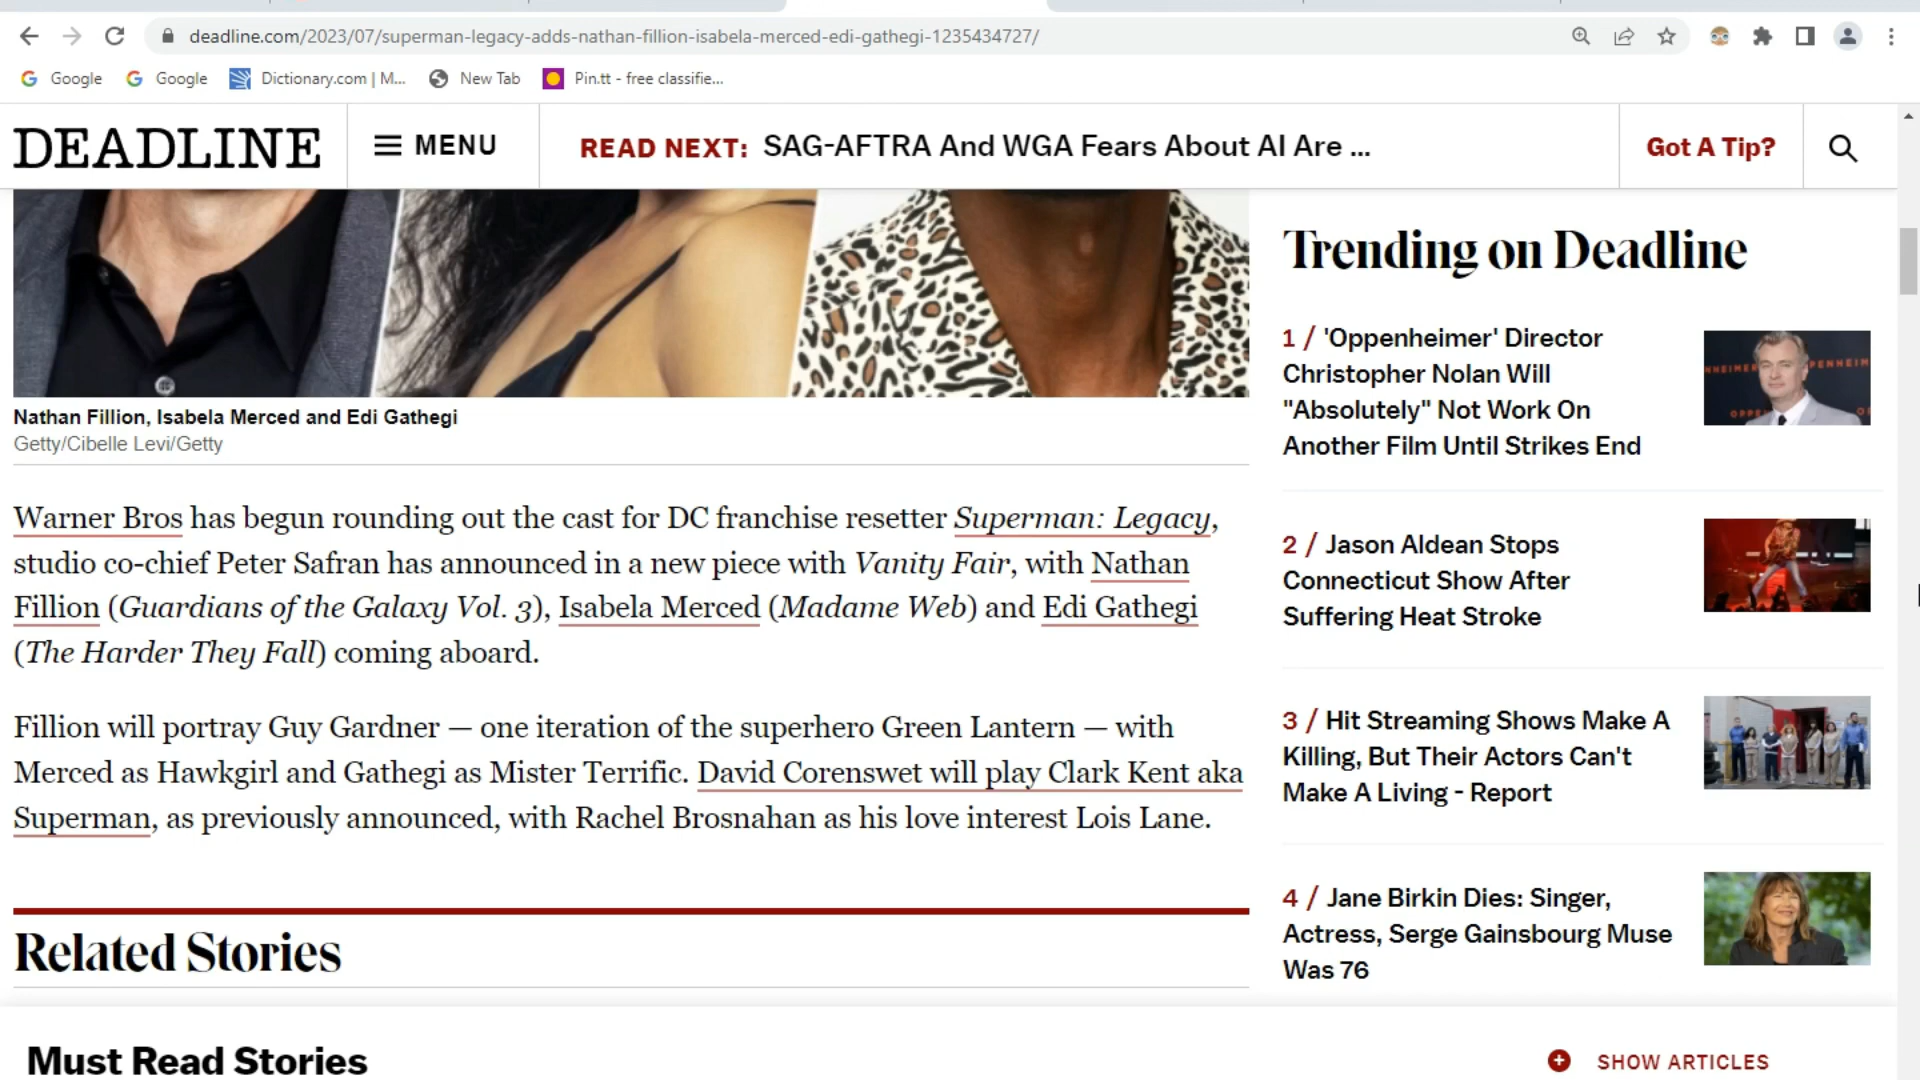 deadline.com/2023/07/superman-legacy-adds-nathan-fillion-isabela-merced-edi-gathegi-1235434727/
Google
Google
Dictionary.com | M...
New Tab
Pin.tt - free classifie...
DEADLINE
MENU
READ NEXT: SAG-AFTRA And WGA Fears About AI Are ...
Got A Tip?
Nathan Fillion, Isabela Merced and Edi Gathegi
Getty/Cibelle Levi/Getty
Warner Bros has begun rounding out the cast for DC franchise resetter Superman: Legacy,
studio co-chief Peter Safran has announced in a new piece with Vanity Fair, with Nathan
Fillion (Guardians of the Galaxy Vol. 3), Isabela Merced (Madame Web) and Edi Gathegi
(The Harder They Fall) coming aboard.
Fillion will portray Guy Gardner — one iteration of the superhero Green Lantern — with
Merced as Hawkgirl and Gathegi as Mister Terrific. David Corenswet will play Clark Kent aka
Superman, as previously announced, with Rachel Brosnahan as his love interest Lois Lane.
Related Stories
Trending on Deadline
1 / 'Oppenheimer' Director
Christopher Nolan Will
"Absolutely" Not Work On
Another Film Until Strikes End
2 / Jason Aldean Stops
Connecticut Show After
Suffering Heat Stroke
3 / Hit Streaming Shows Make A
Killing, But Their Actors Can't
Make A Living - Report
4 / Jane Birkin Dies: Singer,
Actress, Serge Gainsbourg Muse
Was 76
Must Read Stories
SHOW ARTICLES